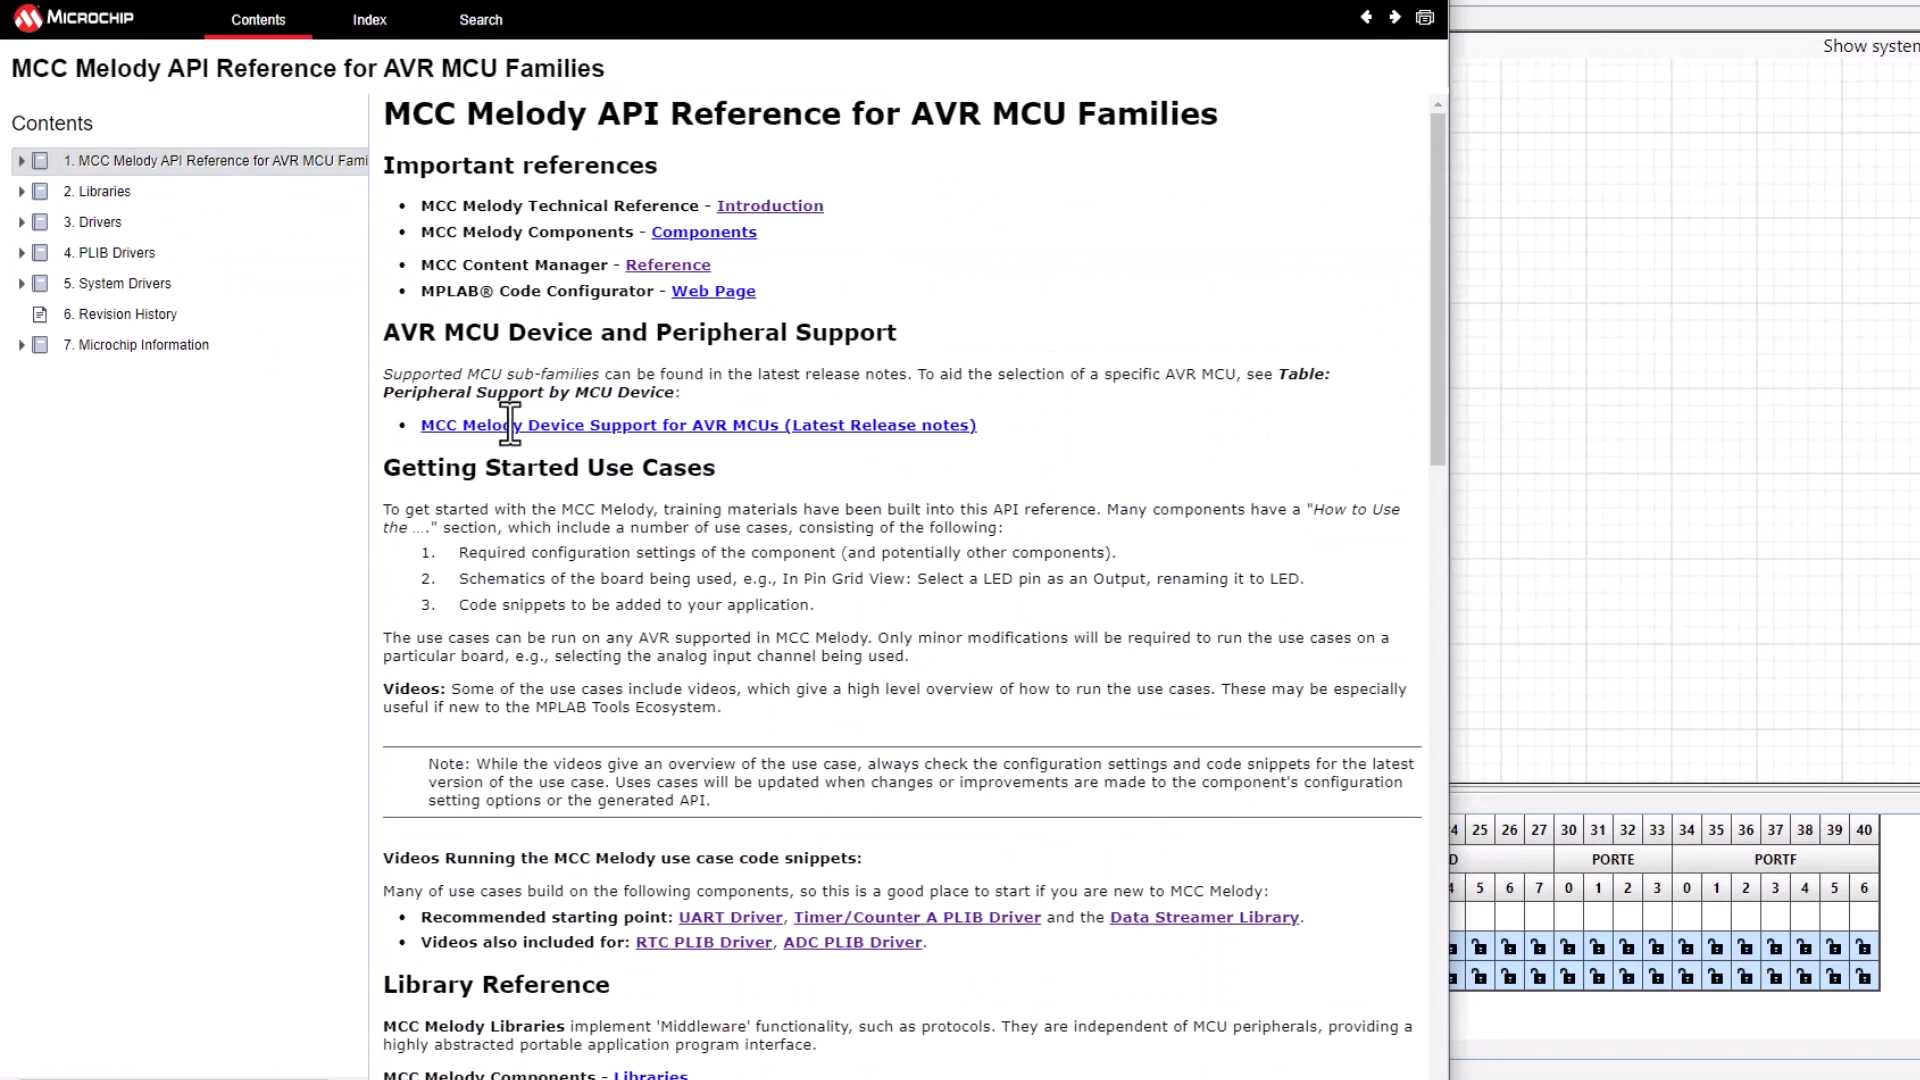 MICROCHIP
Contents
Index
Search
MCC Melody API Reference for AVR MCU Families
Contents
1. MCC Melody API Reference for AVR MCU Fami
2. Libraries
3. Drivers
4. PLIB Drivers
5. System Drivers
6. Revision History
7. Microchip Information
MCC Melody API Reference for AVR MCU Families
Important references
• MCC Melody Technical Reference - Introduction
• MCC Melody Components - Components
• MCC Content Manager - Reference
• MPLAB® Code Configurator - Web Page
AVR MCU Device and Peripheral Support
Supported MCU sub-families can be found in the latest release notes. To aid the selection of a specific AVR MCU, see Table:
Peripheral Support by MCU Device:
• MCC Melody Device Support for AVR MCUs (Latest Release notes)
Getting Started Use Cases
To get started with the MCC Melody, training materials have been built into this API reference. Many components have a "How to Use
the ...." section, which include a number of use cases, consisting of the following:
1. Required configuration settings of the component (and potentially other components).
2. Schematics of the board being used, e.g., In Pin Grid View: Select a LED pin as an Output, renaming it to LED.
3. Code snippets to be added to your application.
The use cases can be run on any AVR supported in MCC Melody. Only minor modifications will be required to run the use cases on a
particular board, e.g., selecting the analog input channel being used.
Videos: Some of the use cases include videos, which give a high level overview of how to run the use cases. These may be especially
useful if new to the MPLAB Tools Ecosystem.
Note: While the videos give an overview of the use case, always check the configuration settings and code snippets for the latest
version of the use case. Uses cases will be updated when changes or improvements are made to the component's configuration
setting options or the generated API.
Videos Running the MCC Melody use case code snippets:
Many of use cases build on the following components, so this is a good place to start if you are new to MCC Melody:
• Recommended starting point: UART Driver, Timer/Counter A PLIB Driver and the Data Streamer Library.
• Videos also included for: RTC PLIB Driver, ADC PLIB Driver.
Library Reference
MCC Melody Libraries implement 'Middleware' functionality, such as protocols. They are independent of MCU peripherals, providing a
highly abstracted portable application program interface.
MCC Melody Components - Libraries
Show system
4 25 26 27 30 31 32 33 34 35 36 37 38 39 40
D PORTE PORTF
4 5 6 7 0 1 2 3 0 1 2 3 4 5 6